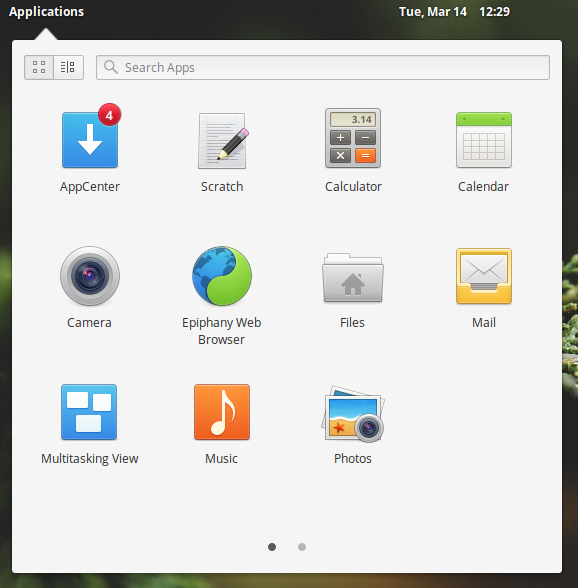 Applications
Tue, Mar 14 12:29
Search Apps
4
3.14
AppCenter
Scratch
Calculator
Calendar
Camera
Epiphany Web
Browser
Files
Mail
Multitasking View
Music
Photos